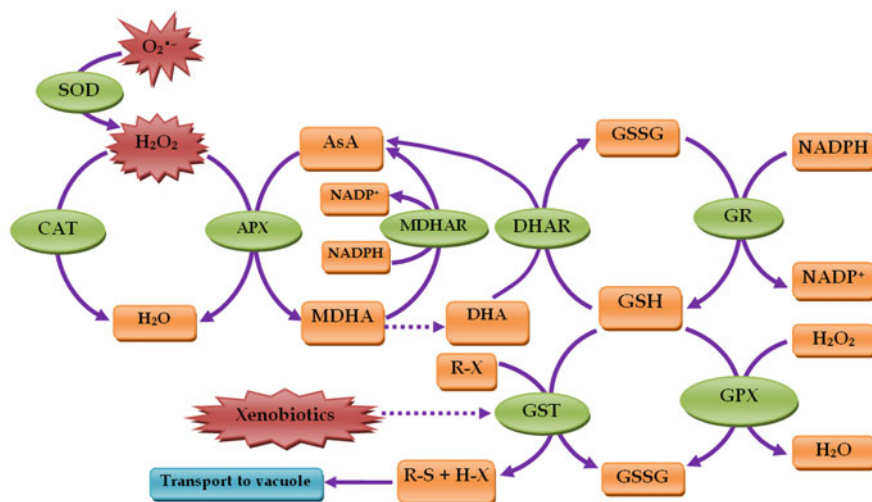 O₂•-
SOD
H₂O₂
AsA
GSSG
NADPH
NADP⁺
CAT
APX
MDHAR
DHAR
GR
NADPH
NADP⁺
H₂O
MDHA
DHA
GSH
H₂O₂
R-X
Xenobiotics
GST
GPX
H₂O
Transport to vacuole
R-S + H-X
GSSG